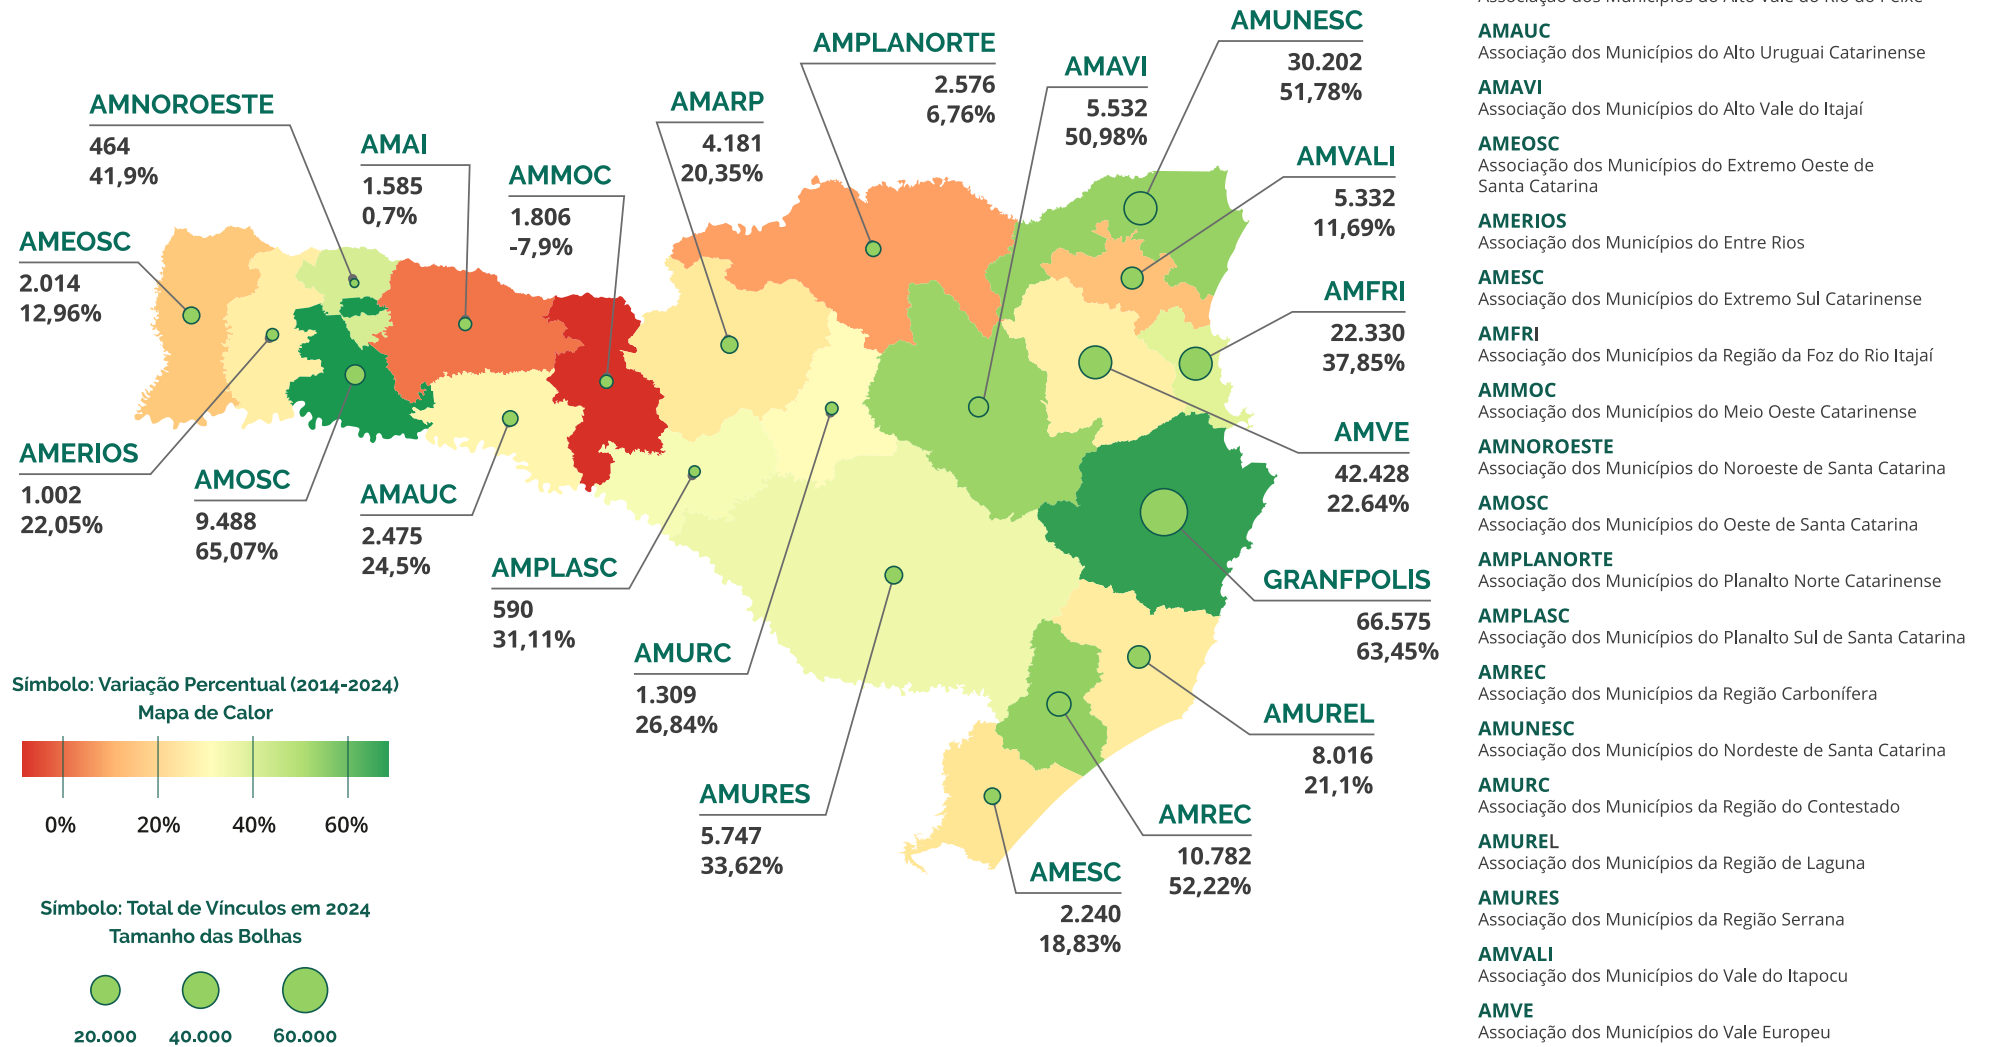 AMNOROESTE
464
41,9%
AMAI
1.585
0,7%
AMMOC
1.806
-7,9%
AMARP
4.181
20,35%
AMPLANORTE
2.576
6,76%
AMAVI
5.532
50,98%
AMUNESC
30.202
51,78%
AMVALI
5.332
11,69%
AMEOSC
2.014
12,96%
AMFRI
22.330
37,85%
AMVE
42.428
22.64%
AMERIOS
1.002
22,05%
AMOSC
9.488
65,07%
AMAUC
2.475
24,5%
AMPLASC
590
31,11%
GRANFPOLIS
66.575
63,45%
AMURC
1.309
26,84%
AMUREL
8.016
21,1%
AMURES
5.747
33,62%
AMREC
10.782
52,22%
AMESC
2.240
18,83%
Símbolo: Variação Percentual (2014-2024)
Mapa de Calor
0% 20% 40% 60%
Símbolo: Total de Vínculos em 2024
Tamanho das Bolhas
20.000 40.000 60.000
Associação dos Municípios do Alto Vale do Rio do Peixe
AMAUC
Associação dos Municípios do Alto Uruguai Catarinense
AMAVI
Associação dos Municípios do Alto Vale do Itajaí
AMEOSC
Associação dos Municípios do Extremo Oeste de
Santa Catarina
AMERIOS
Associação dos Municípios do Entre Rios
AMESC
Associação dos Municípios do Extremo Sul Catarinense
AMFRI
Associação dos Municípios da Região da Foz do Rio Itajaí
AMMOC
Associação dos Municípios do Meio Oeste Catarinense
AMNOROESTE
Associação dos Municípios do Noroeste de Santa Catarina
AMOSC
Associação dos Municípios do Oeste de Santa Catarina
AMPLANORTE
Associação dos Municípios do Planalto Norte Catarinense
AMPLASC
Associação dos Municípios do Planalto Sul de Santa Catarina
AMREC
Associação dos Municípios da Região Carbonífera
AMUNESC
Associação dos Municípios do Nordeste de Santa Catarina
AMURC
Associação dos Municípios da Região do Contestado
AMUREL
Associação dos Municípios da Região de Laguna
AMURES
Associação dos Municípios da Região Serrana
AMVALI
Associação dos Municípios do Vale do Itapocu
AMVE
Associação dos Municípios do Vale Europeu